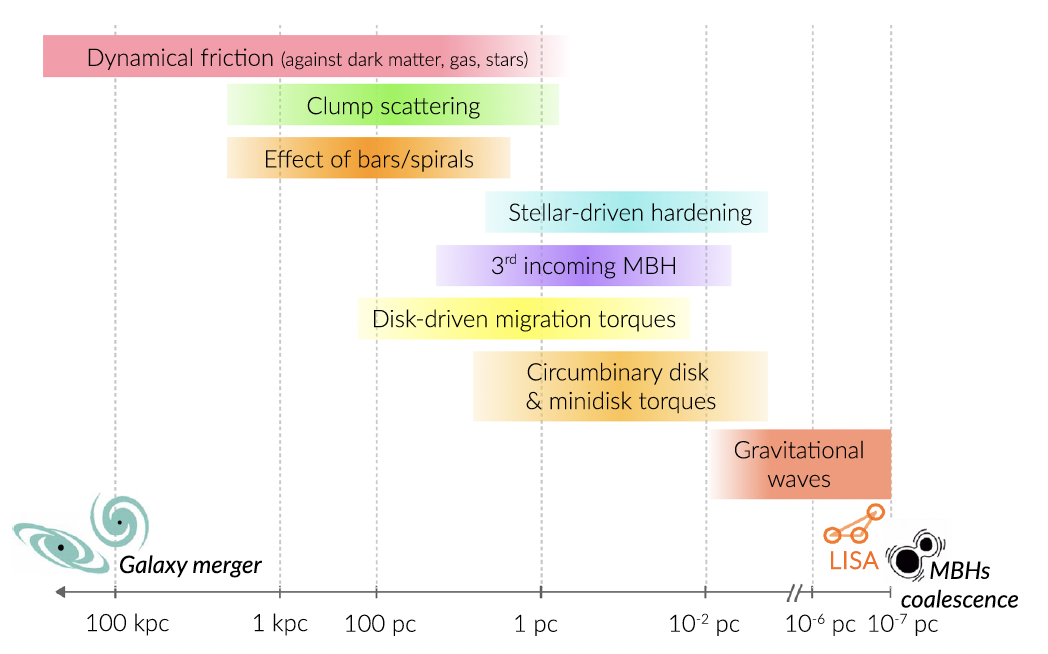 Dynamical friction (against dark matter, gas, stars)
Clump scattering
Effect of bars/spirals
Stellar-driven hardening
3rd incoming MBH
Disk-driven migration torques
Circumbinary disk
& minidisk torques
Gravitational
waves
Galaxy merger
LISA
MBHs
coalescence
100 kpc
1 kpc
100 pc
1 pc
10-2 pc
10-6 pc
10-7 pc